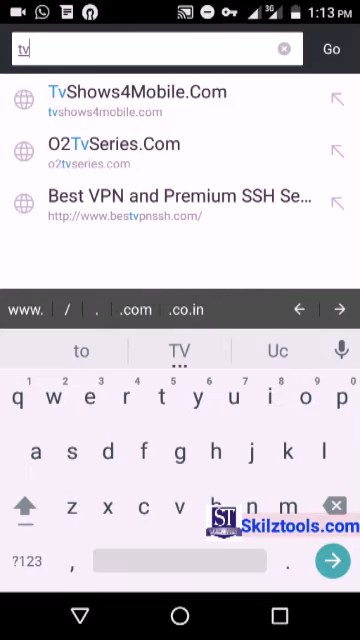 3G 1:13 PM
tv Go
TvShows4Mobile.Com
tvshows4mobile.com
O2TvSeries.Com
o2tvseries.com
Best VPN and Premium SSH Se...
http://www.bestvpnssh.com/
www. / . .com .co.in
to TV Uc
1 2 3 4 5 6 7 8 9 0
q w e r t y u i o p
a s d f g h j k l
z x c v b n m
ST Skilztools.com
?123 , .